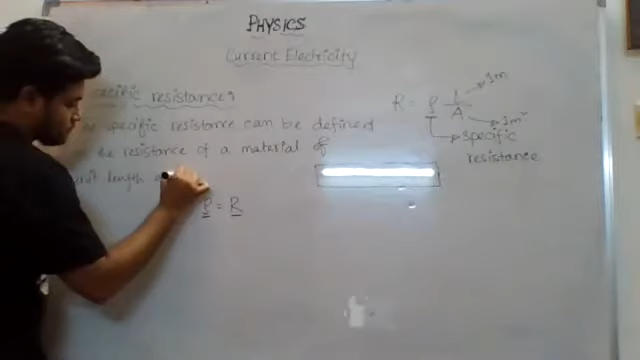 PHYSICS
Current Electricity
specific resistance:
specific resistance can be defined
the resistance of a material of
unit length
ρ = R
R = ρ l/A
1m
1m²
specific
resistance